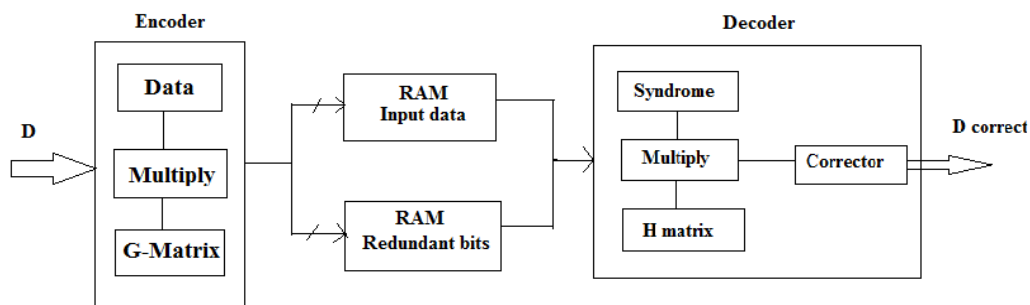 Encoder
Data
D
Multiply
G-Matrix
RAM
Input data
RAM
Redundant bits
Decoder
Syndrome
Multiply
H matrix
Corrector
D correct